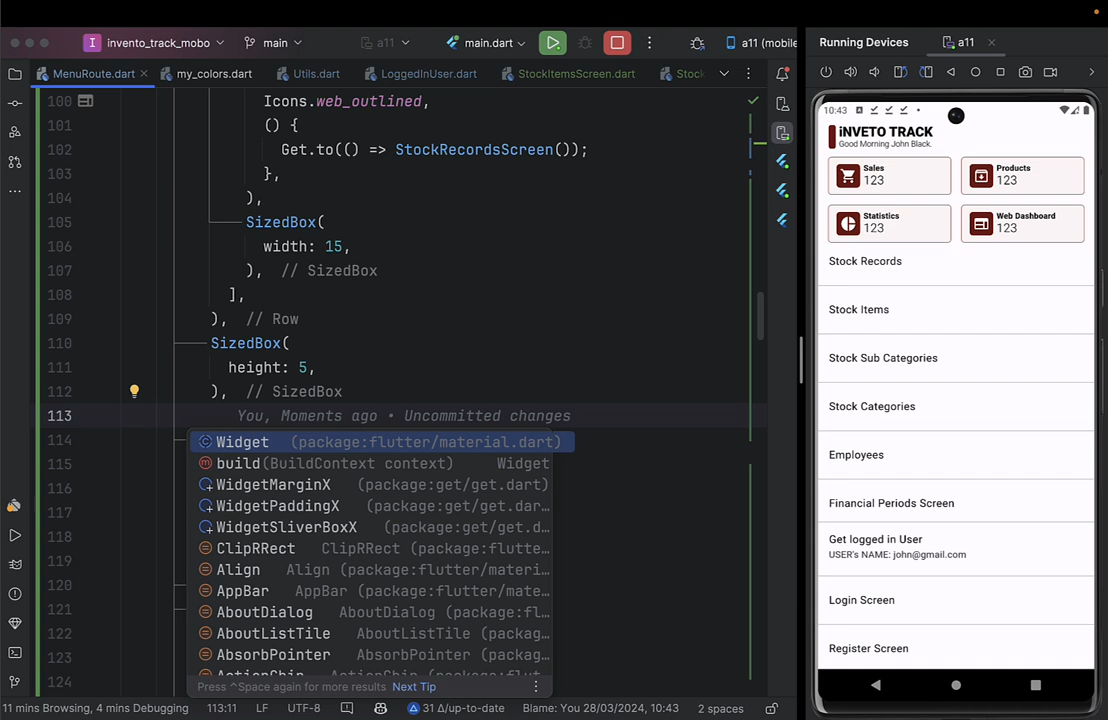 invento_track_mobo
main
a11
main.dart
a11 (mobile
Running Devices
a11
MenuRoute.dart
my_colors.dart
Utils.dart
LoggedInUser.dart
StockItemsScreen.dart
Stock
100
Icons.web_outlined,
101
() {
102
Get.to(() => StockRecordsScreen());
103
},
104
),
105
SizedBox(
106
width: 15,
107
), // SizedBox
108
],
109
), // Row
110
SizedBox(
111
height: 5,
112
), // SizedBox
113
You, Moments ago • Uncommitted changes
114
Widget (package:flutter/material.dart)
115
build(BuildContext context) Widget
116
WidgetMarginX (package:get/get.dart)
117
WidgetPaddingX (package:get/get.dar…
118
WidgetSliverBoxX (package:get/get.d…
ClipRRect ClipRRect (package:flutte…
119
Align Align (package:flutter/materi…
120
AppBar AppBar (package:flutter/mate…
121
AboutDialog AboutDialog (package:fl…
122
AboutListTile AboutListTile (packag…
123
AbsorbPointer AbsorbPointer (packag…
124
ActionChip ActionChip (package:flut…
Press ^Space again for more results Next Tip
11 mins Browsing, 4 mins Debugging
113:11
LF
UTF-8
31 Δ/up-to-date
Blame: You 28/03/2024, 10:43
2 spaces
10:43
iNVETO TRACK
Good Morning John Black.
Sales
123
Products
123
Statistics
123
Web Dashboard
123
Stock Records
Stock Items
Stock Sub Categories
Stock Categories
Employees
Financial Periods Screen
Get logged in User
USER's NAME: john@gmail.com
Login Screen
Register Screen